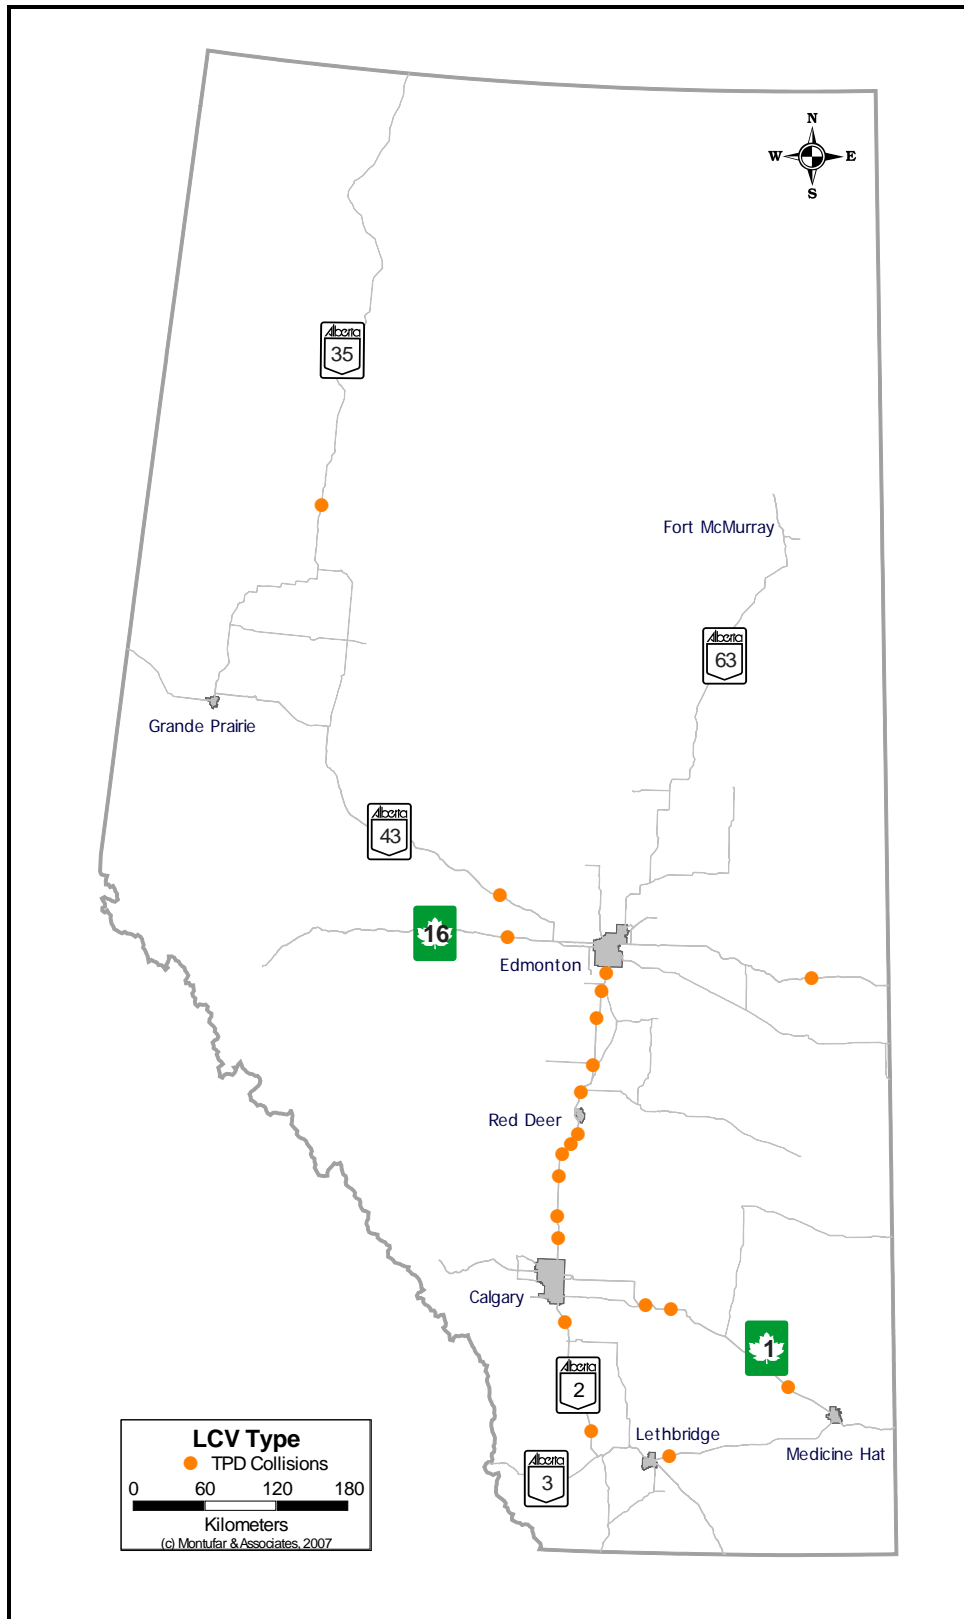 N
W E
S
Alberta
35
Fort McMurray
Alberta
63
Grande Prairie
Alberta
43
16
Edmonton
Red Deer
Calgary
1
Alberta
2
Lethbridge
Medicine Hat
Alberta
3
LCV Type
TPD Collisions
0 60 120 180
Kilometers
(c) Montufar & Associates, 2007